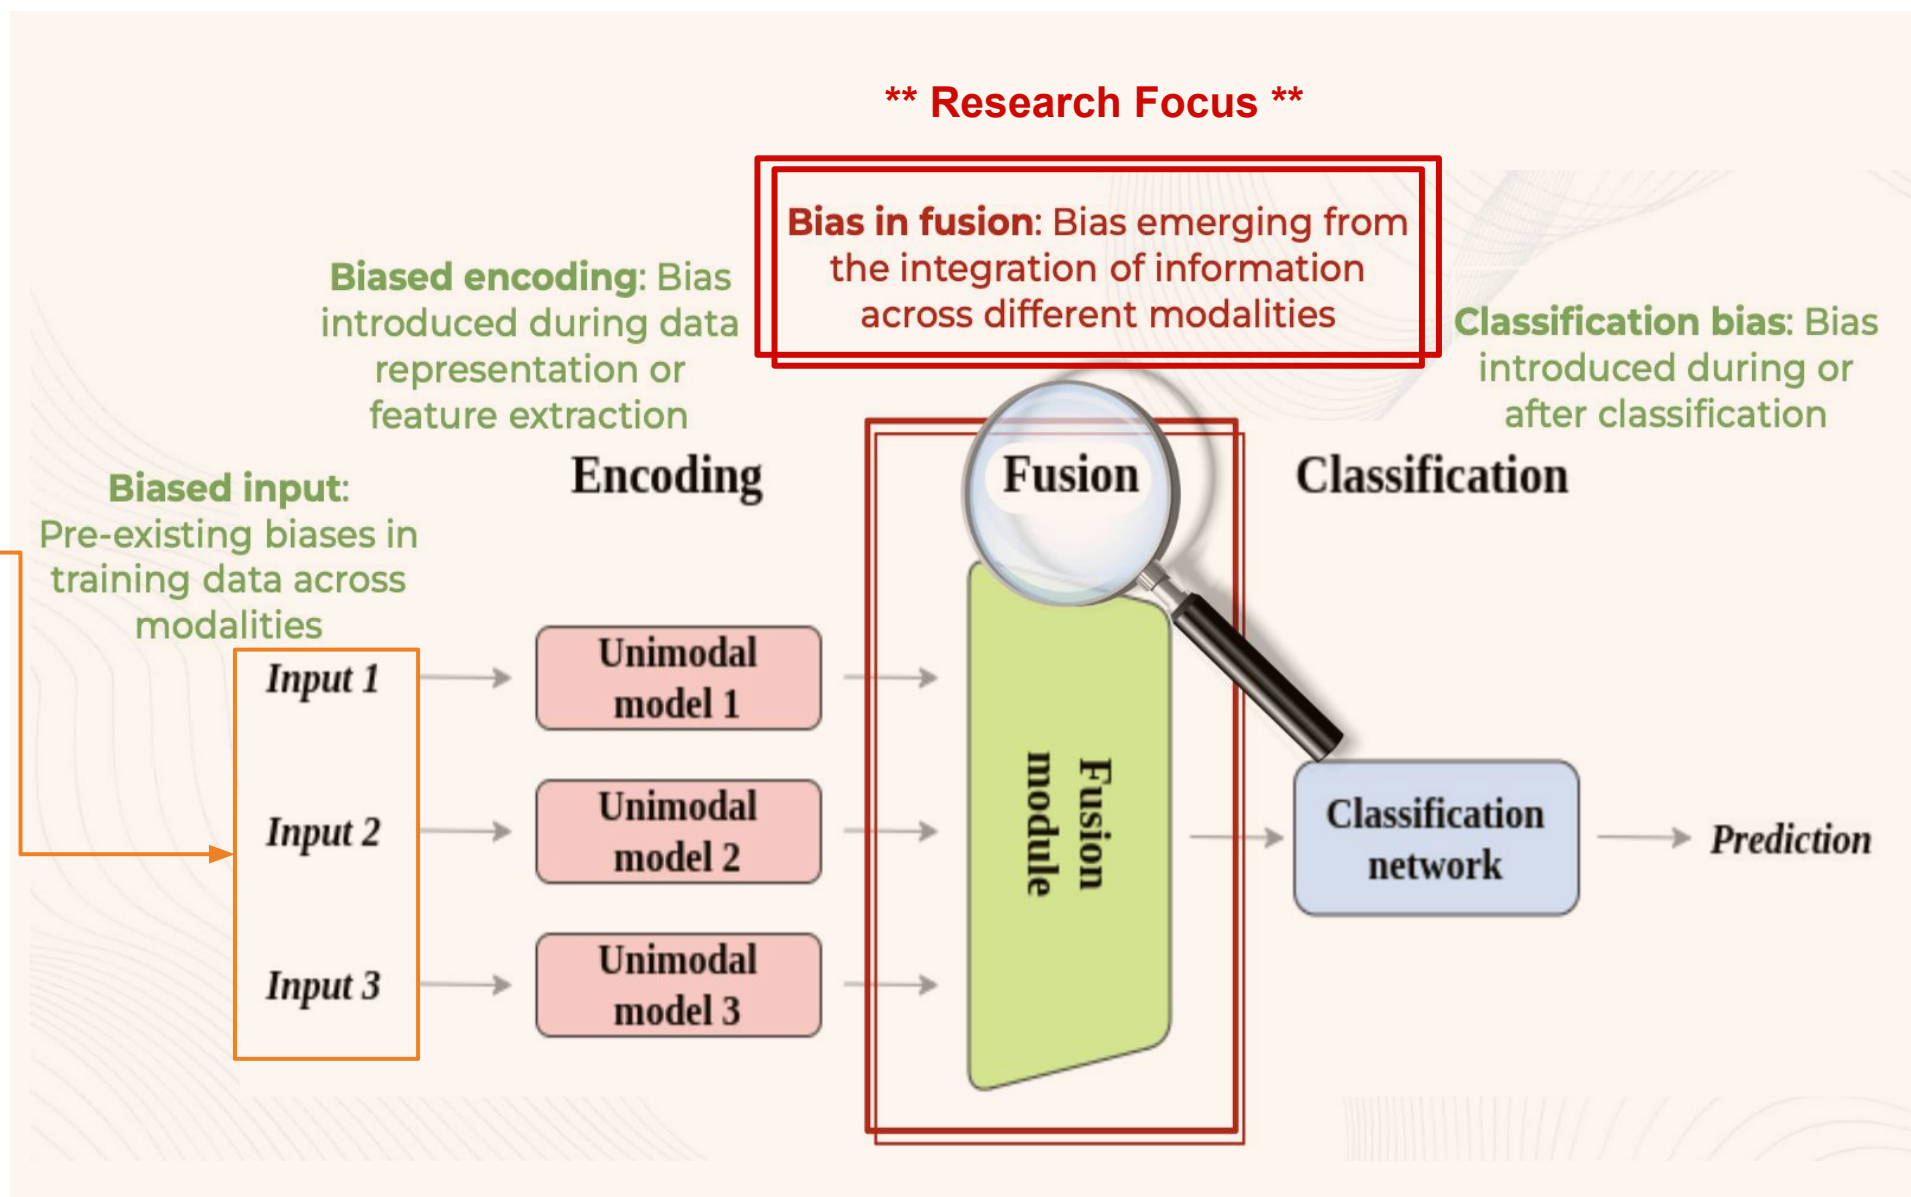 ** Research Focus **
Bias in fusion: Bias emerging from
the integration of information
across different modalities
Biased encoding: Bias
introduced during data
representation or
feature extraction
Classification bias: Bias
introduced during or
after classification
Biased input:
Pre-existing biases in
training data across
modalities
Encoding
Fusion
Classification
Input 1
Unimodal
model 1
Input 2
Unimodal
model 2
Input 3
Unimodal
model 3
Fusion
module
Classification
network
Prediction